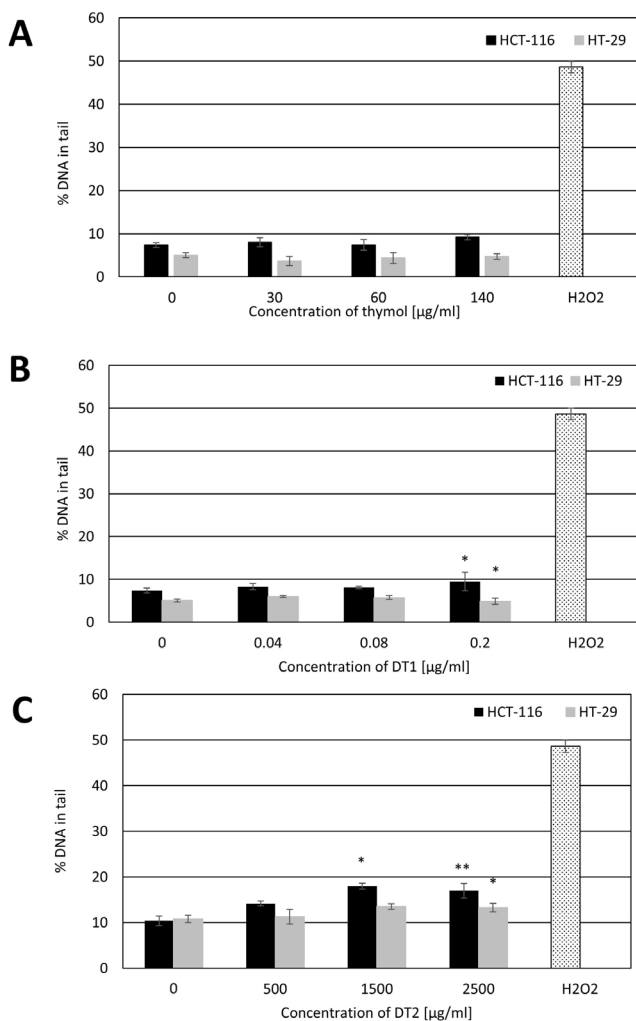 A
HCT-116 HT-29
60
50
40
30
20
10
0
% DNA in tail
0 30 60 140 H2O2
Concentration of thymol [µg/ml]
B
HCT-116 HT-29
60
50
40
30
20
10
0
% DNA in tail
* *
0 0.04 0.08 0.2 H2O2
Concentration of DT1 [µg/ml]
C
HCT-116 HT-29
60
50
40
30
20
10
0
% DNA in tail
* ** *
0 500 1500 2500 H2O2
Concentration of DT2 [µg/ml]